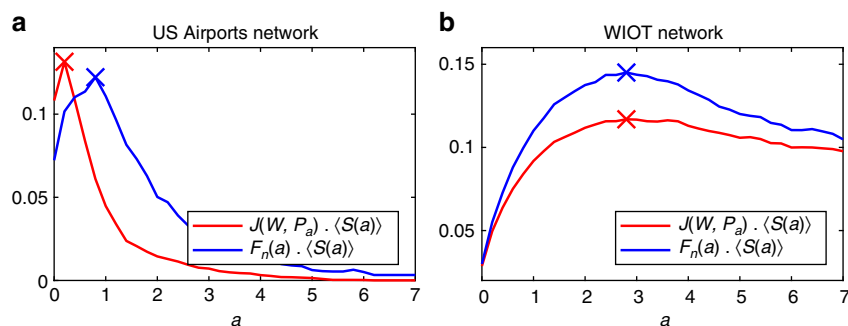 a
US Airports network
0.1
0.05
0
0 1 2 3 4 5 6 7
a
J(W, Pa) . ⟨S(a)⟩
Fn(a) . ⟨S(a)⟩
b
WIOT network
0.15
0.1
0.05
0 1 2 3 4 5 6 7
a
J(W, Pa) . ⟨S(a)⟩
Fn(a) . ⟨S(a)⟩